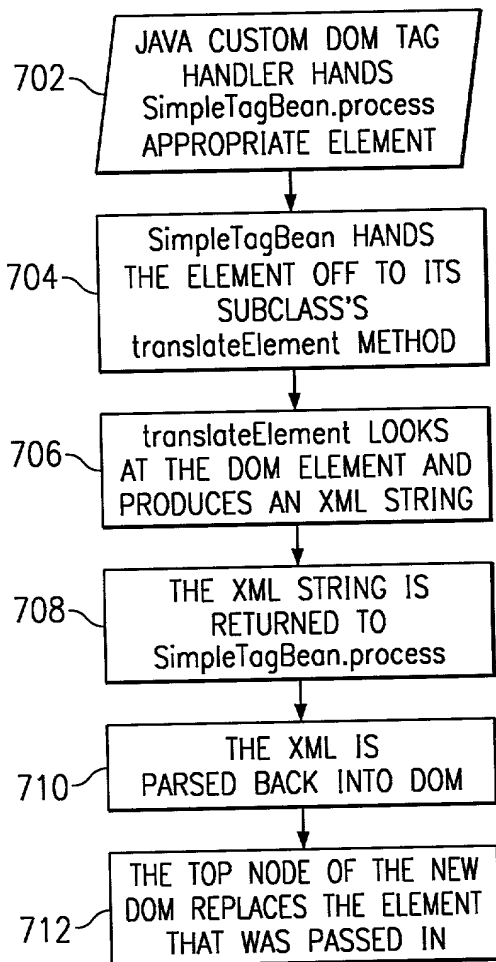 702
JAVA CUSTOM DOM TAG
HANDLER HANDS
SimpleTagBean.process
APPROPRIATE ELEMENT
704
SimpleTagBean HANDS
THE ELEMENT OFF TO ITS
SUBCLASS'S
translateElement METHOD
706
translateElement LOOKS
AT THE DOM ELEMENT AND
PRODUCES AN XML STRING
708
THE XML STRING IS
RETURNED TO
SimpleTagBean.process
710
THE XML IS
PARSED BACK INTO DOM
712
THE TOP NODE OF THE NEW
DOM REPLACES THE ELEMENT
THAT WAS PASSED IN